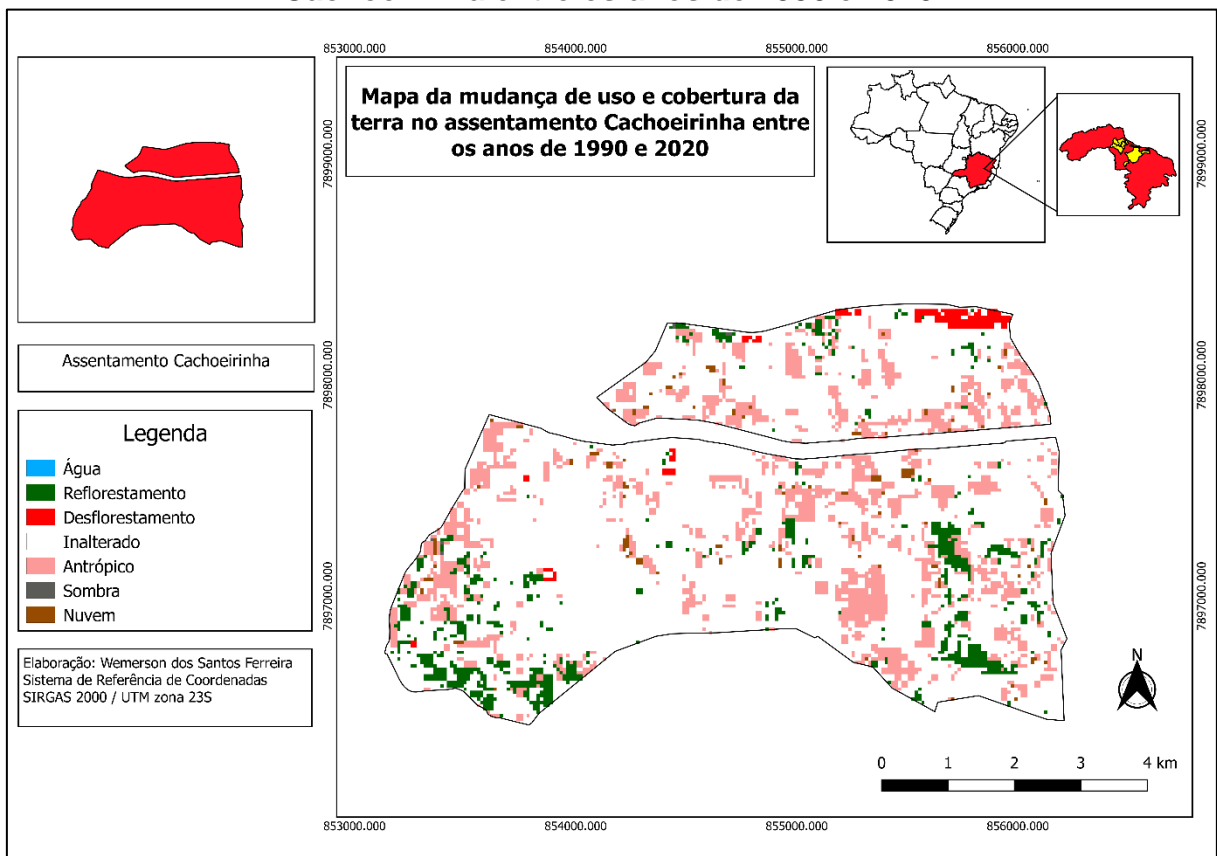 853000.000
854000.000
855000.000
856000.000
Mapa da mudança de uso e cobertura da
terra no assentamento Cachoeirinha entre
os anos de 1990 e 2020
7899000.000
7899000.000
Assentamento Cachoeirinha
7898000.000
7898000.000
Legenda
Água
Reflorestamento
Desflorestamento
Inalterado
Antrópico
Sombra
Nuvem
7897000.000
7897000.000
Elaboração: Wemerson dos Santos Ferreira
Sistema de Referência de Coordenadas
SIRGAS 2000 / UTM zona 23S
N
0 1 2 3 4 km
853000.000
854000.000
855000.000
856000.000